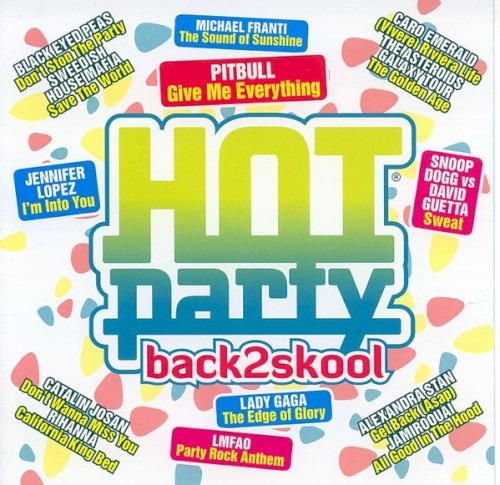 BLACK EYED PEAS
Don't Stop The Party
SWEDISH
HOUSE MAFIA
Save The World
MICHAEL FRANTI
The Sound of Sunshine
PITBULL
Give Me Everything
CARO EMERALD
(Vivere) Riviera Life
THE ASTEROIDS
GALAXY TOUR
The Golden Age
JENNIFER
LOPEZ
I'm Into You
HOT
®
party
back2skool
SNOOP
DOGG vs
DAVID
GUETTA
Sweat
CATALIN JOSAN
Don't Wanna Miss You
RIHANNA
California King Bed
LADY GAGA
The Edge of Glory
LMFAO
Party Rock Anthem
ALEXANDRA STAN
Get Back (Asap)
JAMIROQUAI
All Good In The Hood